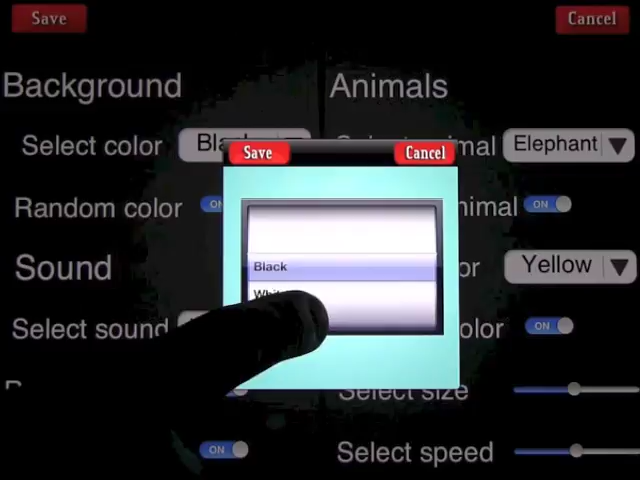 Save
Cancel
Background
Animals
Select color
Elephant
Save
Cancel
Random color
ON
ON
Black
Sound
Yellow
Select sound
ON
Select size
ON
Select speed